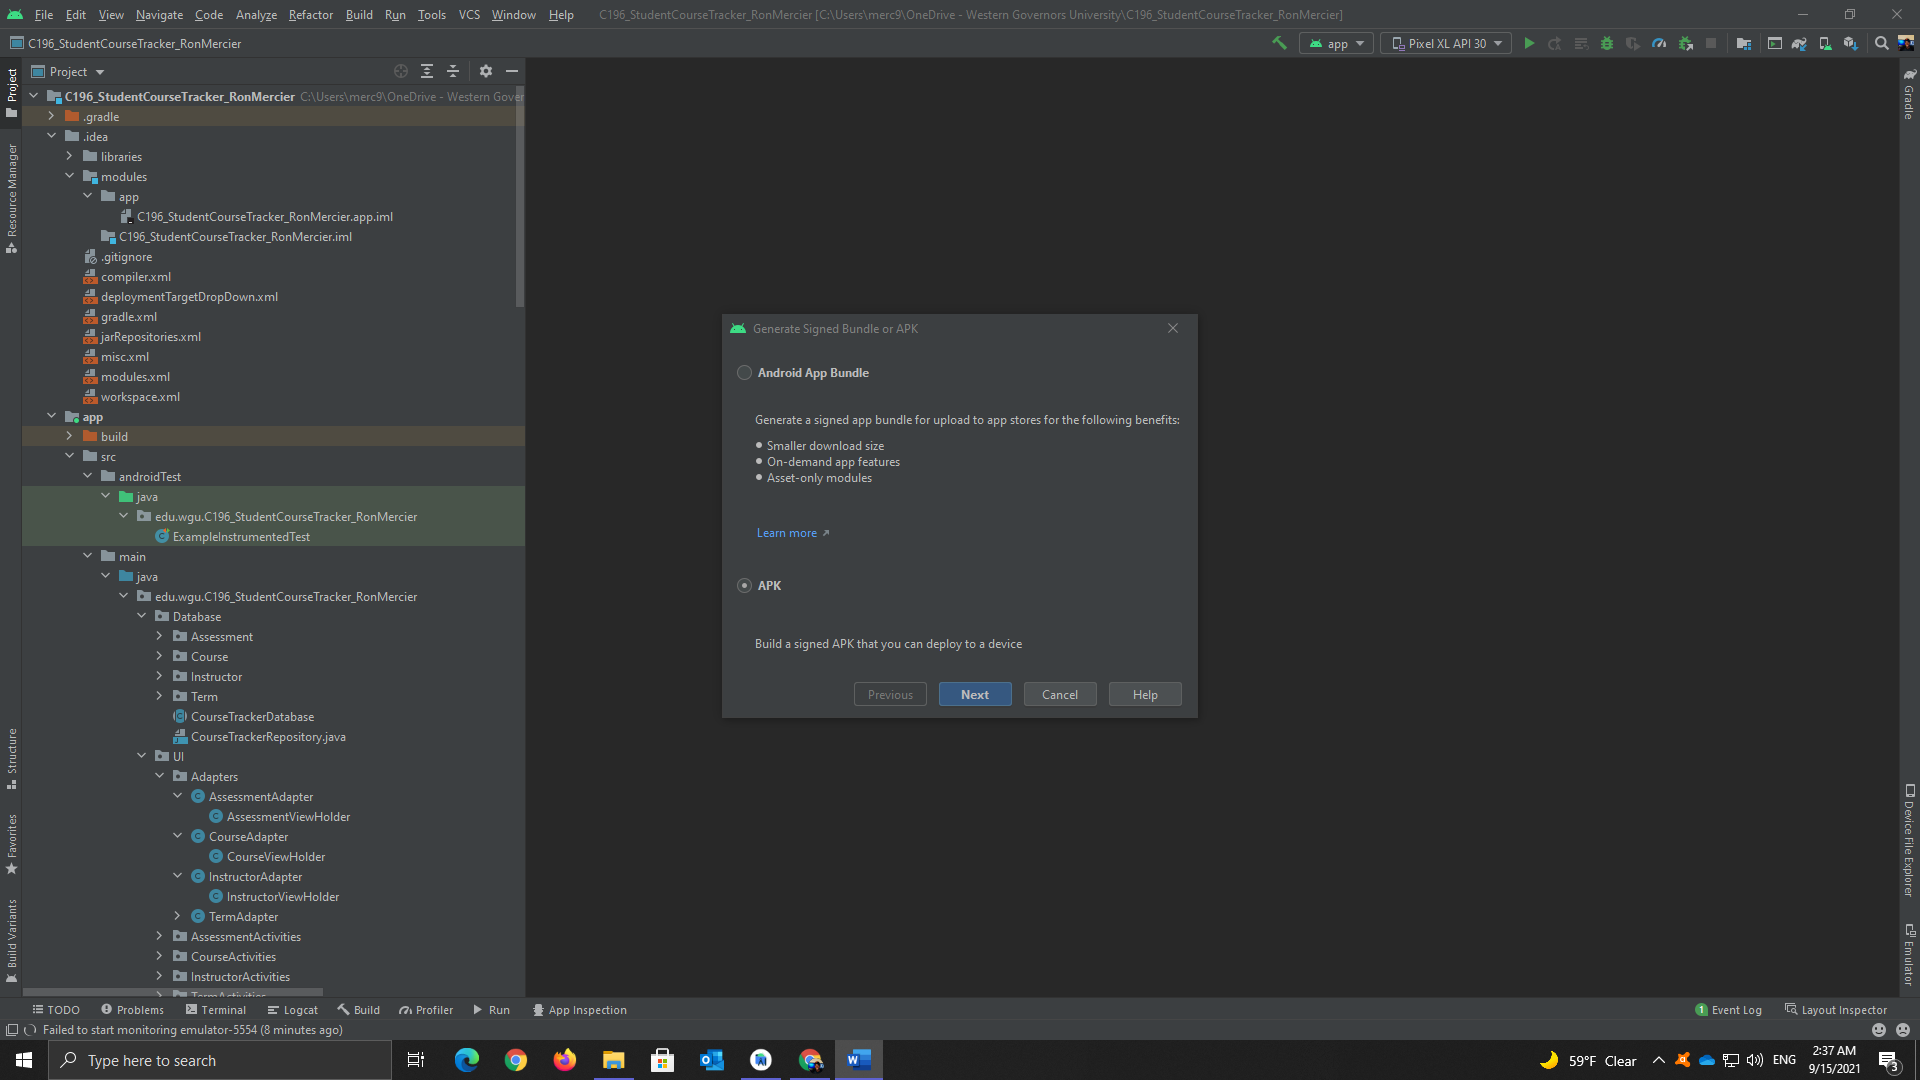 File Edit View Navigate Code Analyze Refactor Build Run Tools VCS Window Help C196_StudentCourseTracker_RonMercier [C:\Users\merc9\OneDrive - Western Governors University\C196_StudentCourseTracker_RonMercier]
C196_StudentCourseTracker_RonMercier app Pixel XL API 30
Project
C196_StudentCourseTracker_RonMercier C:\Users\merc9\OneDrive - Western Gover
.gradle
.idea
libraries
modules
app
C196_StudentCourseTracker_RonMercier.app.iml
C196_StudentCourseTracker_RonMercier.iml
.gitignore
compiler.xml
deploymentTargetDropDown.xml
gradle.xml
jarRepositories.xml
misc.xml
modules.xml
workspace.xml
app
build
src
androidTest
java
edu.wgu.C196_StudentCourseTracker_RonMercier
ExampleInstrumentedTest
main
java
edu.wgu.C196_StudentCourseTracker_RonMercier
Database
Assessment
Course
Instructor
Term
CourseTrackerDatabase
CourseTrackerRepository.java
UI
Adapters
AssessmentAdapter
AssessmentViewHolder
CourseAdapter
CourseViewHolder
InstructorAdapter
InstructorViewHolder
TermAdapter
AssessmentActivities
CourseActivities
InstructorActivities
TermActivities
Project
Resource Manager
Structure
Favorites
Build Variants
Generate Signed Bundle or APK
Android App Bundle
Generate a signed app bundle for upload to app stores for the following benefits:
Smaller download size
On-demand app features
Asset-only modules
Learn more
APK
Build a signed APK that you can deploy to a device
Previous Next Cancel Help
Gradle
Device File Explorer
Emulator
TODO Problems Terminal Logcat Build Profiler Run App Inspection 1 Event Log Layout Inspector
Failed to start monitoring emulator-5554 (8 minutes ago)
Type here to search 59°F Clear ENG 2:37 AM
9/15/2021 3